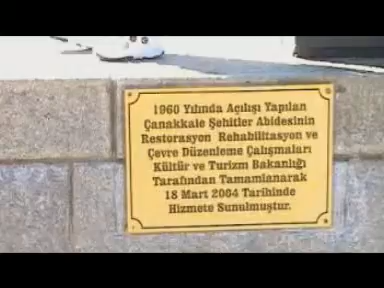 1960 Yılında Açılışı Yapılan
Çanakkale Şehitler Abidesinin
Restorasyon Rehabilitasyon ve
Çevre Düzenleme Çalışmaları
Kültür ve Turizm Bakanlığı
Tarafından Tamamlanarak
18 Mart 2004 Tarihinde
Hizmete Sunulmuştur.